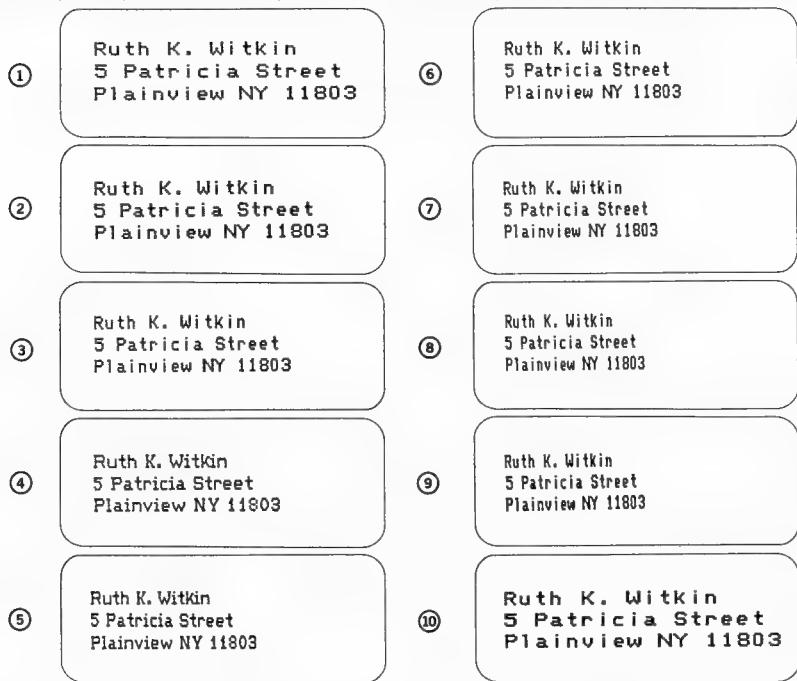 1
Ruth K. Witkin
5 Patricia Street
Plainview NY 11803
2
Ruth K. Witkin
5 Patricia Street
Plainview NY 11803
3
Ruth K. Witkin
5 Patricia Street
Plainview NY 11803
4
Ruth K. Witkin
5 Patricia Street
Plainview NY 11803
5
Ruth K. Witkin
5 Patricia Street
Plainview NY 11803
6
Ruth K. Witkin
5 Patricia Street
Plainview NY 11803
7
Ruth K. Witkin
5 Patricia Street
Plainview NY 11803
8
Ruth K. Witkin
5 Patricia Street
Plainview NY 11803
9
Ruth K. Witkin
5 Patricia Street
Plainview NY 11803
10
Ruth K. Witkin
5 Patricia Street
Plainview NY 11803